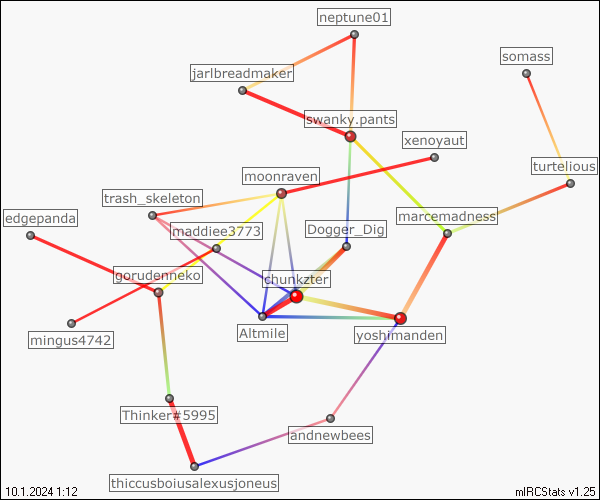 neptune01
somass
jarlbreadmaker
swanky.pants
xenoyaut
turtelious
moonraven
trash_skeleton
marcemadness
edgepanda
maddiee3773
Dogger_Dig
gorudenneko
chunkzter
mingus4742
Altmile
yoshimanden
Thinker#5995
andnewbees
thiccusboiusalexusjoneus
10.1.2024 1:12
mIRCStats v1.25